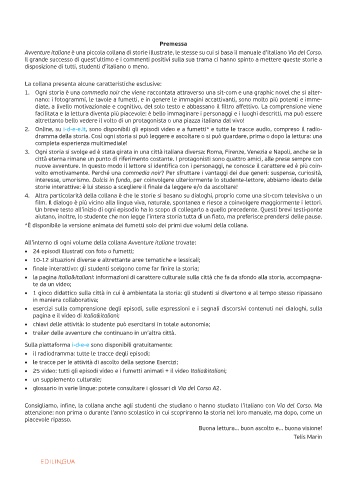 Premessa
Avventure italiane è una piccola collana di storie illustrate, le stesse su cui si basa il manuale d'italiano Via del Corso.
Il grande successo di quest'ultimo e i commenti positivi sulla sua trama ci hanno spinto a mettere queste storie a
disposizione di tutti, studenti d'italiano o meno.
La collana presenta alcune caratteristiche esclusive:
1. Ogni storia è una commedia noir che viene raccontata attraverso una sit-com e una graphic novel che si alter-
nano: i fotogrammi, le tavole a fumetti, e in genere le immagini accattivanti, sono molto più potenti e imme-
diate, a livello motivazionale e cognitivo, del solo testo e abbassano il filtro affettivo. La comprensione viene
facilitata e la lettura diventa più piacevole: è bello immaginare i personaggi e i luoghi descritti, ma può essere
altrettanto bello vedere il volto di un protagonista o una piazza italiana dal vivo!
2. Online, su i-d-e-e.it, sono disponibili gli episodi video e a fumetti* e tutte le tracce audio, compreso il radio-
dramma della storia. Così ogni storia si può leggere e ascoltare o si può guardare, prima o dopo la lettura: una
completa esperienza multimediale!
3. Ogni storia si svolge ed è stata girata in una città italiana diversa: Roma, Firenze, Venezia e Napoli, anche se la
città eterna rimane un punto di riferimento costante. I protagonisti sono quattro amici, alle prese sempre con
nuove avventure. In questo modo il lettore si identifica con i personaggi, ne conosce il carattere ed è più coin-
volto emotivamente. Perché una commedia noir? Per sfruttare i vantaggi dei due generi: suspense, curiosità,
interesse, umorismo. Dulcis in fundo, per coinvolgere ulteriormente lo studente-lettore, abbiamo ideato delle
storie interattive: è lui stesso a scegliere il finale da leggere e/o da ascoltare!
4. Altra particolarità della collana è che le storie si basano su dialoghi, proprio come una sit-com televisiva o un
film. Il dialogo è più vicino alla lingua viva, naturale, spontanea e riesce a coinvolgere maggiormente i lettori.
Un breve testo all'inizio di ogni episodio ha lo scopo di collegarlo a quello precedente. Questi brevi testi-ponte
aiutano, inoltre, lo studente che non legge l'intera storia tutta di un fiato, ma preferisce prendersi delle pause.
*È disponibile la versione animata dei fumetti solo dei primi due volumi della collana.
All'interno di ogni volume della collana Avventure italiane trovate:
• 24 episodi illustrati con foto o fumetti;
• 10-12 situazioni diverse e altrettante aree tematiche e lessicali;
• finale interattivo: gli studenti scelgono come far finire la storia;
• la pagina Italia&italiani: informazioni di carattere culturale sulla città che fa da sfondo alla storia, accompagna-
te da un video;
• 1 gioco didattico sulla città in cui è ambientata la storia: gli studenti si divertono e al tempo stesso ripassano
in maniera collaborativa;
• esercizi sulla comprensione degli episodi, sulle espressioni e i segnali discorsivi contenuti nei dialoghi, sulla
pagina e il video di Italia&italiani;
• chiavi delle attività: lo studente può esercitarsi in totale autonomia;
• trailer delle avventure che continuano in un'altra città.
Sulla piattaforma i-d-e-e sono disponibili gratuitamente:
• il radiodramma: tutte le tracce degli episodi;
• le tracce per le attività di ascolto della sezione Esercizi;
• 25 video: tutti gli episodi video e i fumetti animati + il video Italia&italiani;
• un supplemento culturale;
• glossario in varie lingue: potete consultare i glossari di Via del Corso A2.
Consigliamo, infine, la collana anche agli studenti che studiano o hanno studiato l'italiano con Via del Corso. Ma
attenzione: non prima o durante l'anno scolastico in cui scopriranno la storia nel loro manuale, ma dopo, come un
piacevole ripasso.
Buona lettura… buon ascolto e… buona visione!
Telis Marin
EDILINGUA